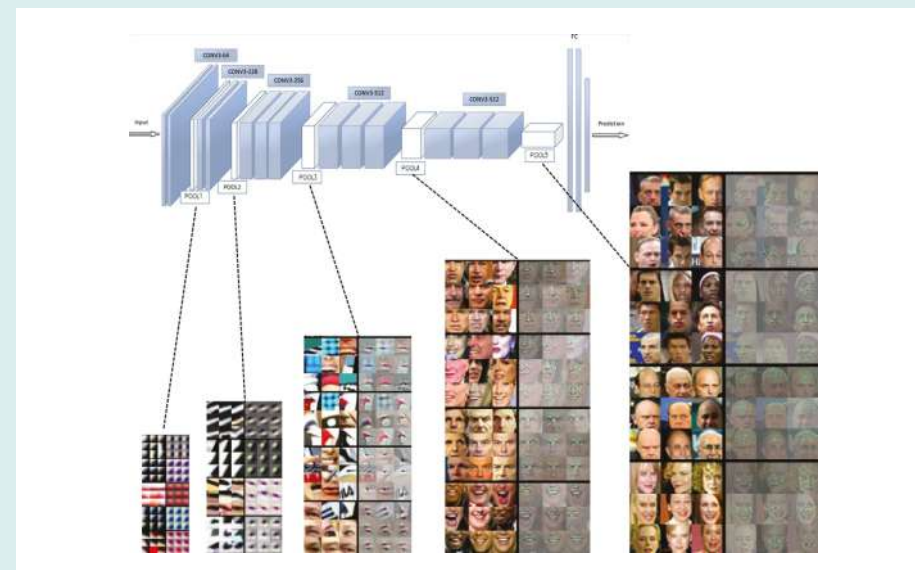 FC
CONV3-64
CONV3-128
CONV3-256
CONV3-512
CONV3-512
Input
Prediction
POOL1
POOL2
POOL3
POOL4
POOL5